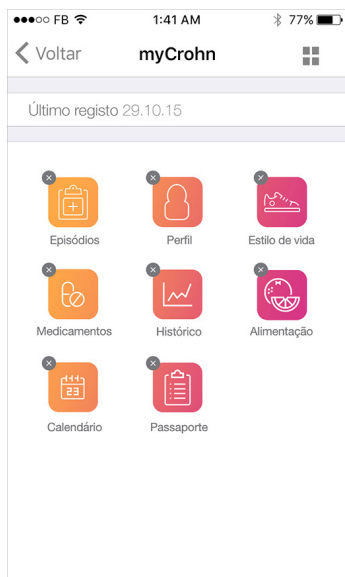 FB 1:41 AM 77%
Voltar myCrohn
Último registo 29.10.15
Episódios Perfil Estilo de vida
Medicamentos Histórico Alimentação
23
Calendário Passaporte